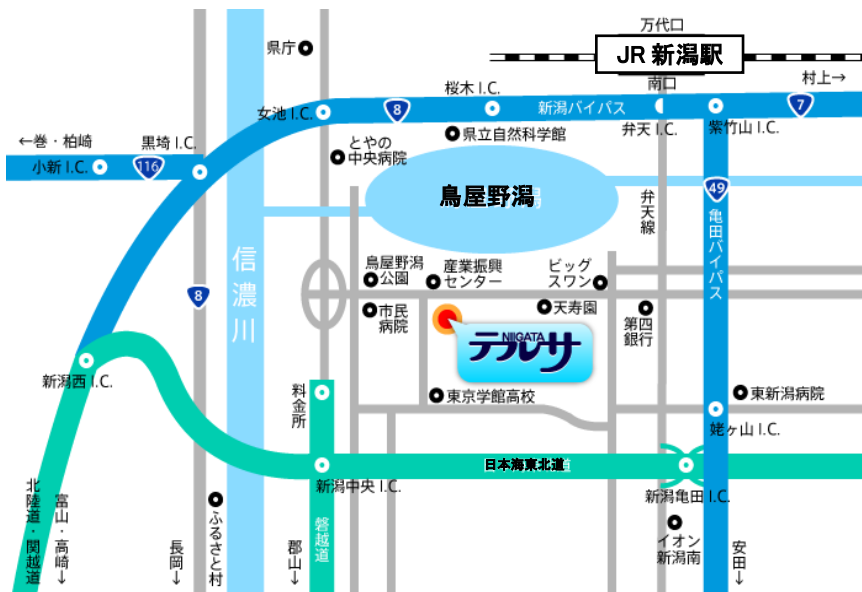 万代口
JR 新潟駅
南口
村上→
県庁
桜木 I.C.
女池 I.C.
8
新潟バイパス
7
弁天 I.C.
紫竹山 I.C.
県立自然科学館
←巻・柏崎
黒埼 I.C.
小新 I.C.
116
とやの
中央病院
鳥屋野潟
弁天線
49
亀田バイパス
信濃川
8
鳥屋野潟
公園
産業振興
センター
ビッグ
スワン
市民
病院
天寿園
第四
銀行
NIIGATA
テルサ
新潟西 I.C.
料金所
東京学館高校
東新潟病院
姥ヶ山 I.C.
日本海東北道
新潟中央 I.C.
新潟亀田 I.C.
北陸道・関越道
富山・高崎→
長岡→
ふるさと村
郡山→
磐越道
イオン
新潟南
安田→